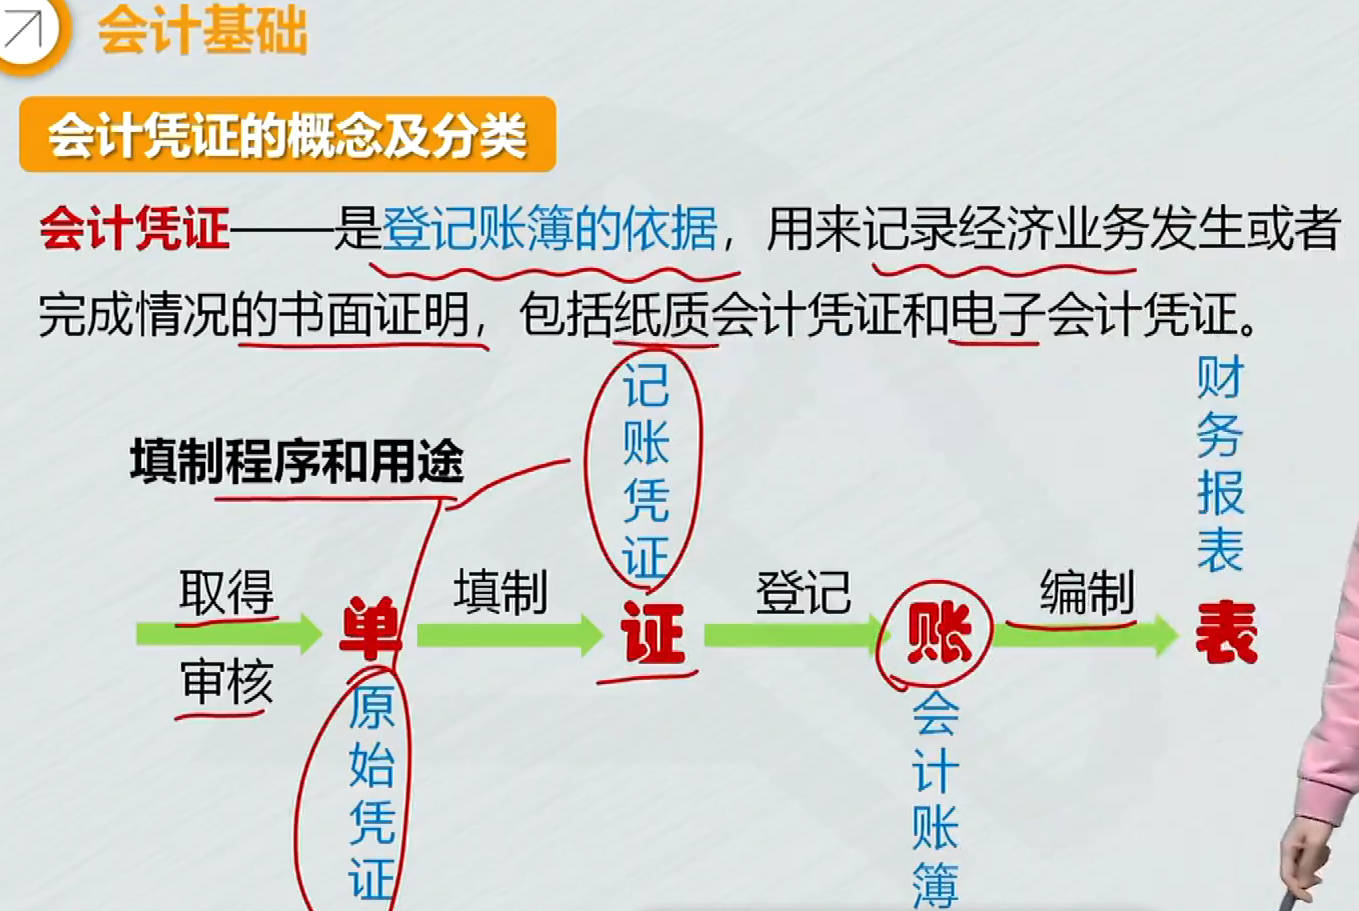 会计基础
会计凭证的概念及分类
会计凭证——是登记账簿的依据，用来记录经济业务发生或者
完成情况的书面证明，包括纸质会计凭证和电子会计凭证。
填制程序和用途
取得
审核
单
原始凭证
填制
记账凭证
证
登记
账
会计账簿
编制
财务报表
表